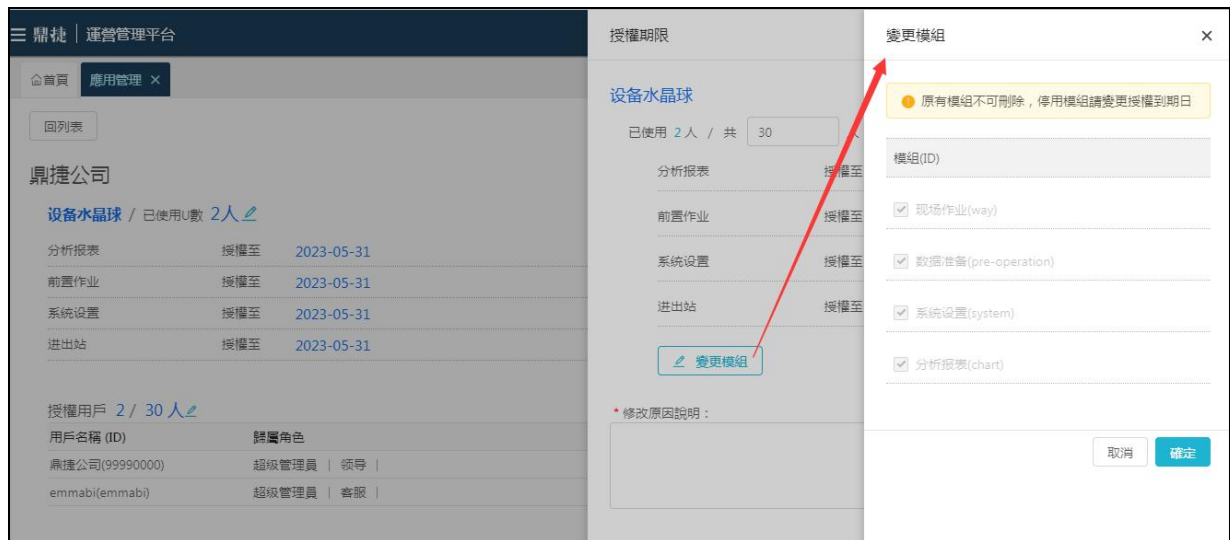 鼎捷 | 運營管理平台
首頁
應用管理 ×
回列表
鼎捷公司
设备水晶球 / 已使用U數 2人
分析报表 授權至 2023-05-31
前置作业 授權至 2023-05-31
系统设置 授權至 2023-05-31
进出站 授權至 2023-05-31
授權用戶 2 / 30 人
用戶名稱 (ID) 歸屬角色
鼎捷公司(99990000) 超级管理員 | 领导 |
emmabi(emmabi) 超级管理員 | 客服 |
授權期限
设备水晶球
已使用 2 人 / 共 30 人
分析报表 授權至
前置作业 授權至
系统设置 授權至
进出站 授權至
變更模組
* 修改原因說明：
變更模組 ×
原有模組不可刪除，停用模組請變更授權到期日
模組(ID)
现场作业(way)
数据准备(pre-operation)
系统设置(system)
分析报表(chart)
取消 確定